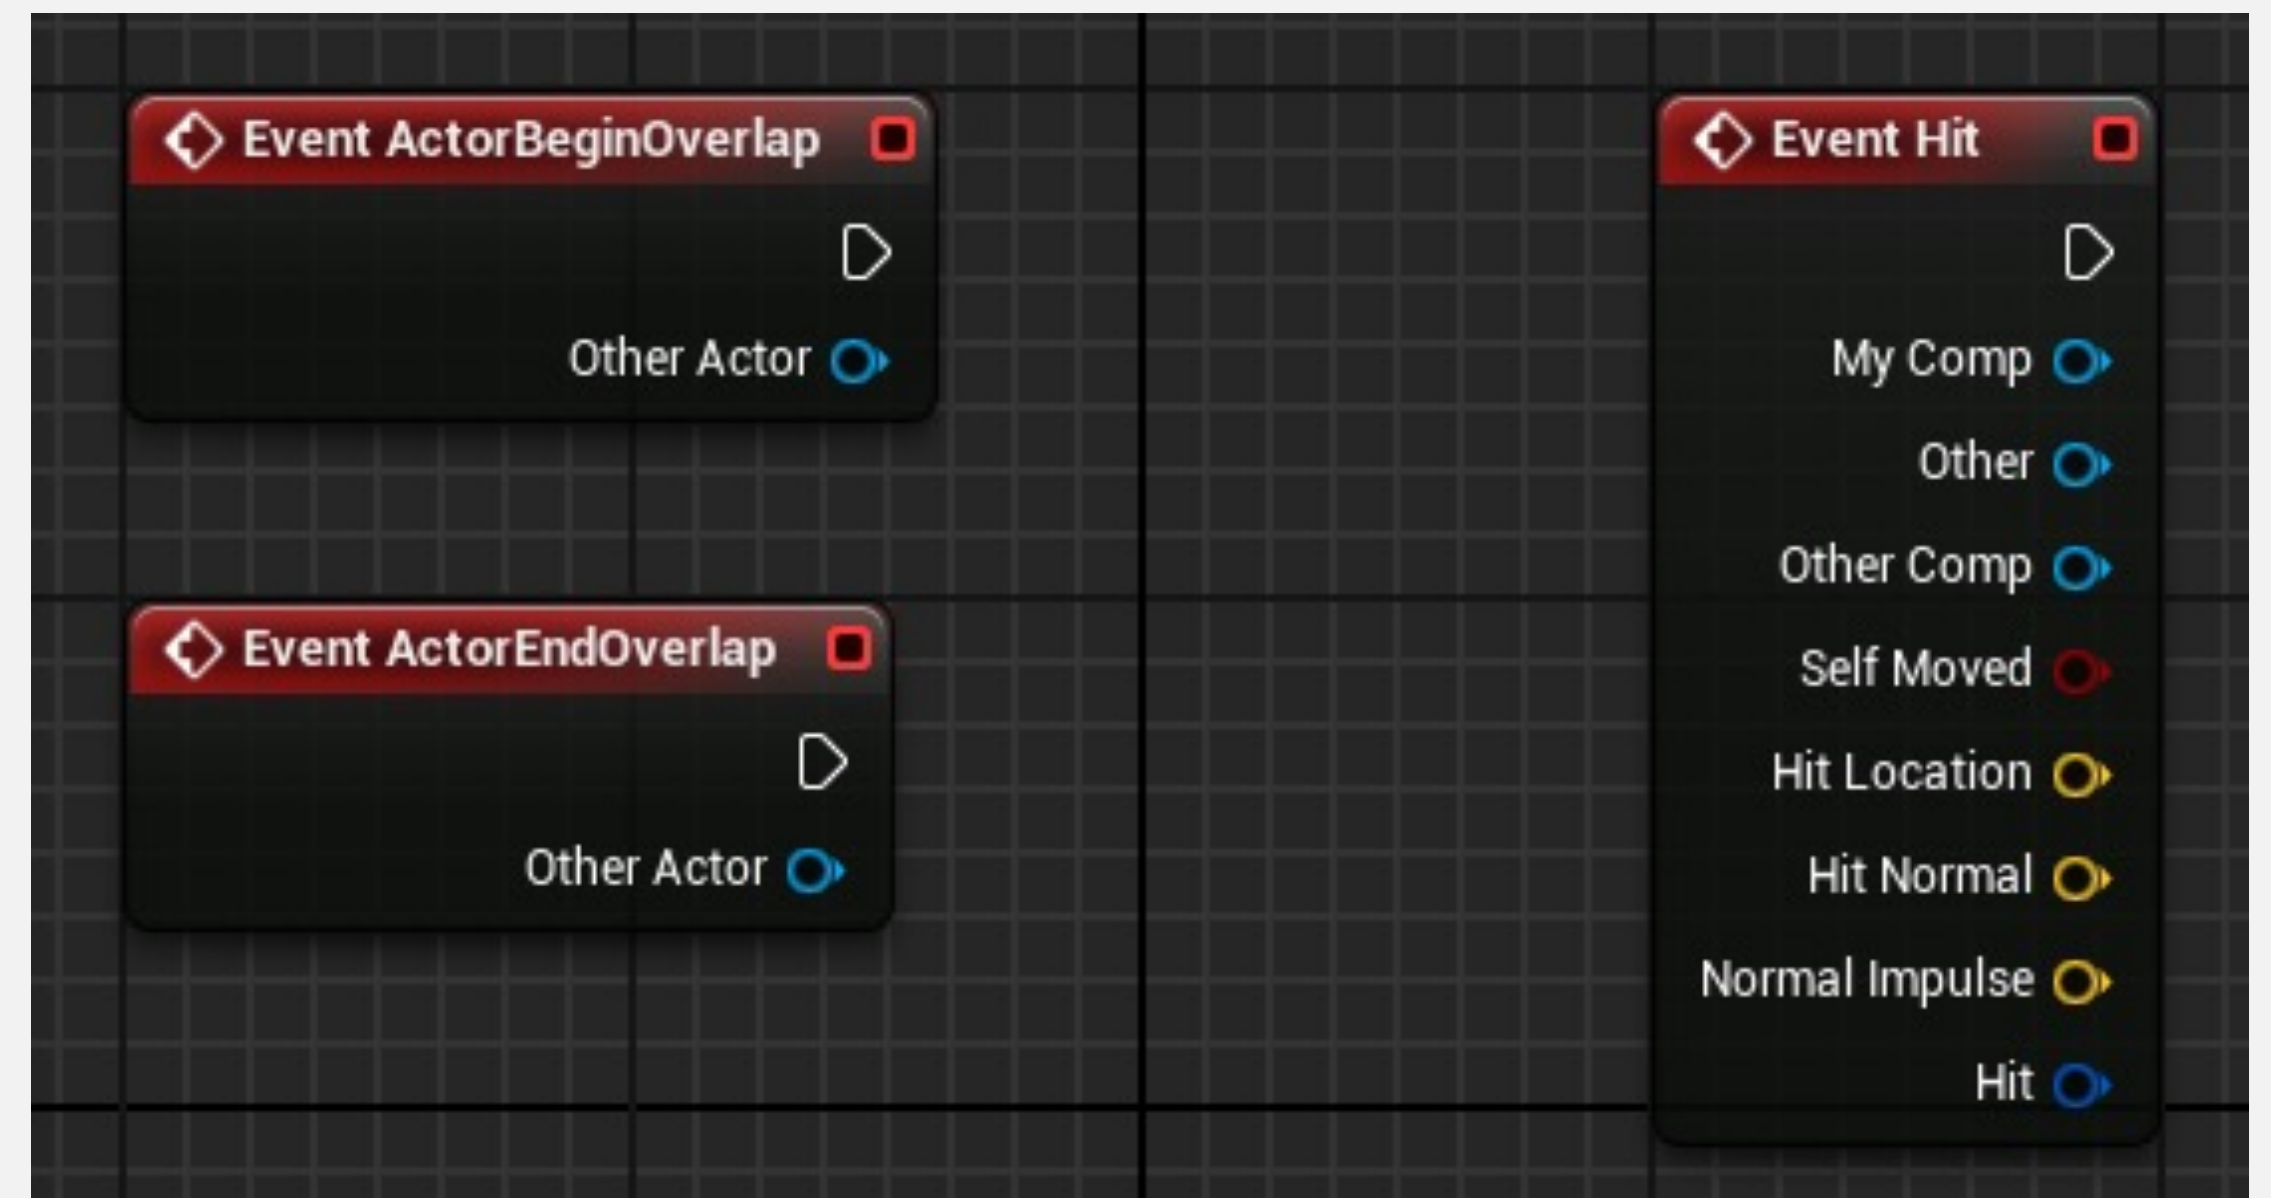 Event ActorBeginOverlap
Other Actor
Event ActorEndOverlap
Other Actor
Event Hit
My Comp
Other
Other Comp
Self Moved
Hit Location
Hit Normal
Normal Impulse
Hit